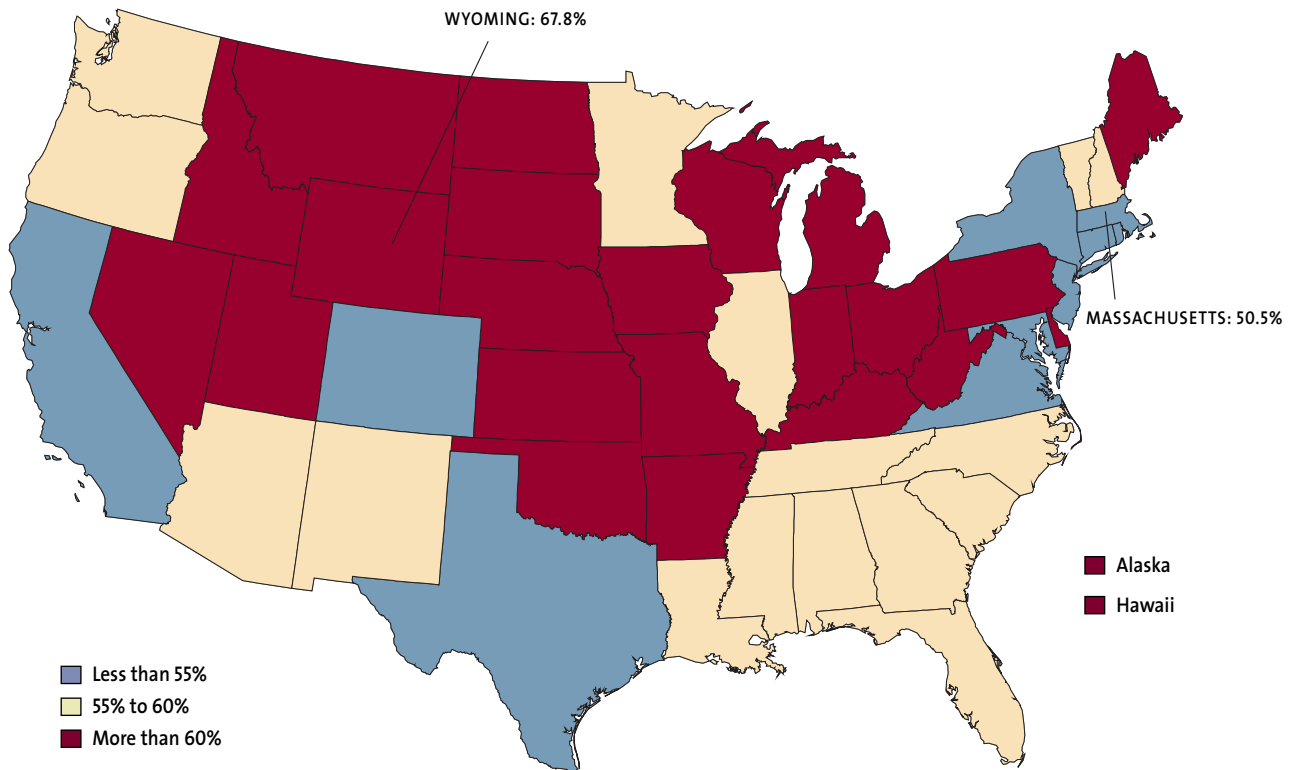 WYOMING: 67.8%
MASSACHUSETTS: 50.5%
Alaska
Hawaii
Less than 55%
55% to 60%
More than 60%